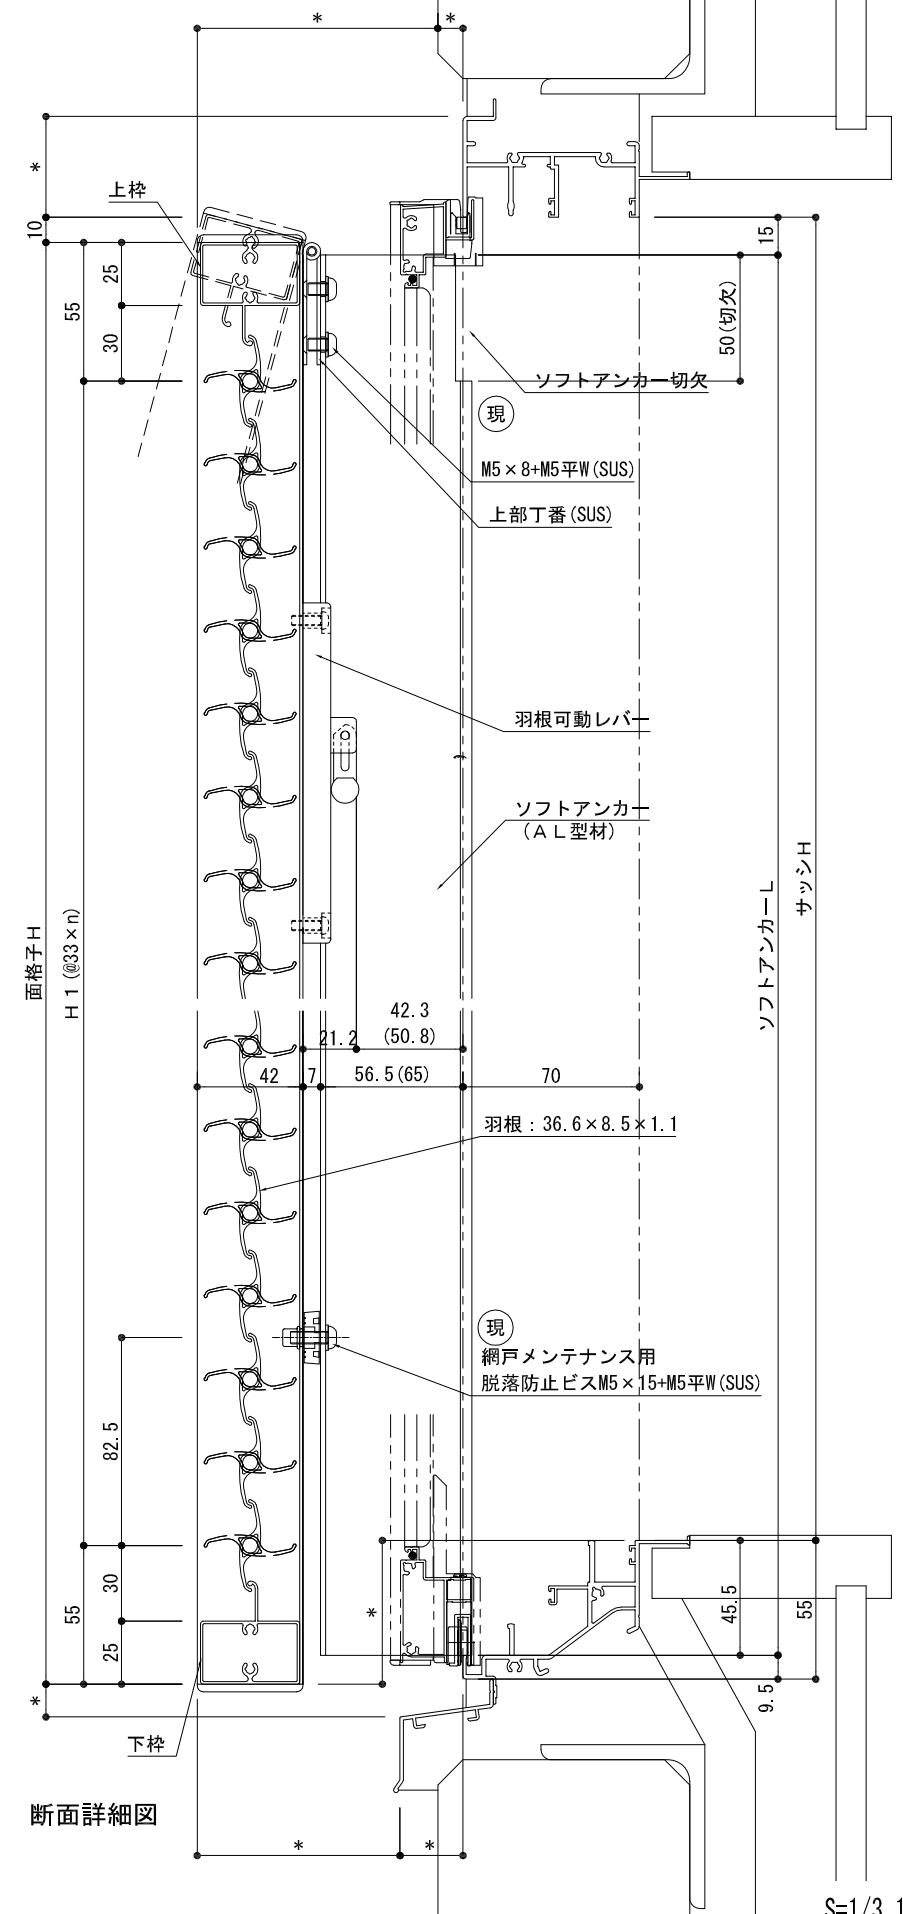 *
*
*
上枠
10
15
25
55
50(切欠)
30
ソフトアンカー切欠
現
M5×8+M5平W(SUS)
上部丁番(SUS)
羽根可動レバー
ソフトアンカー
(AL型材)
サッシH
ソフトアンカーL
面格子H
H1(@33×n)
42.3
21.2
(50.8)
42
7
56.5(65)
70
羽根：36.6×8.5×1.1
現
網戸メンテナンス用
脱落防止ビスM5×15+M5平W(SUS)
82.5
30
55
*
45.5
55
25
*
9.5
下枠
断面詳細図
*
*
S=1/3